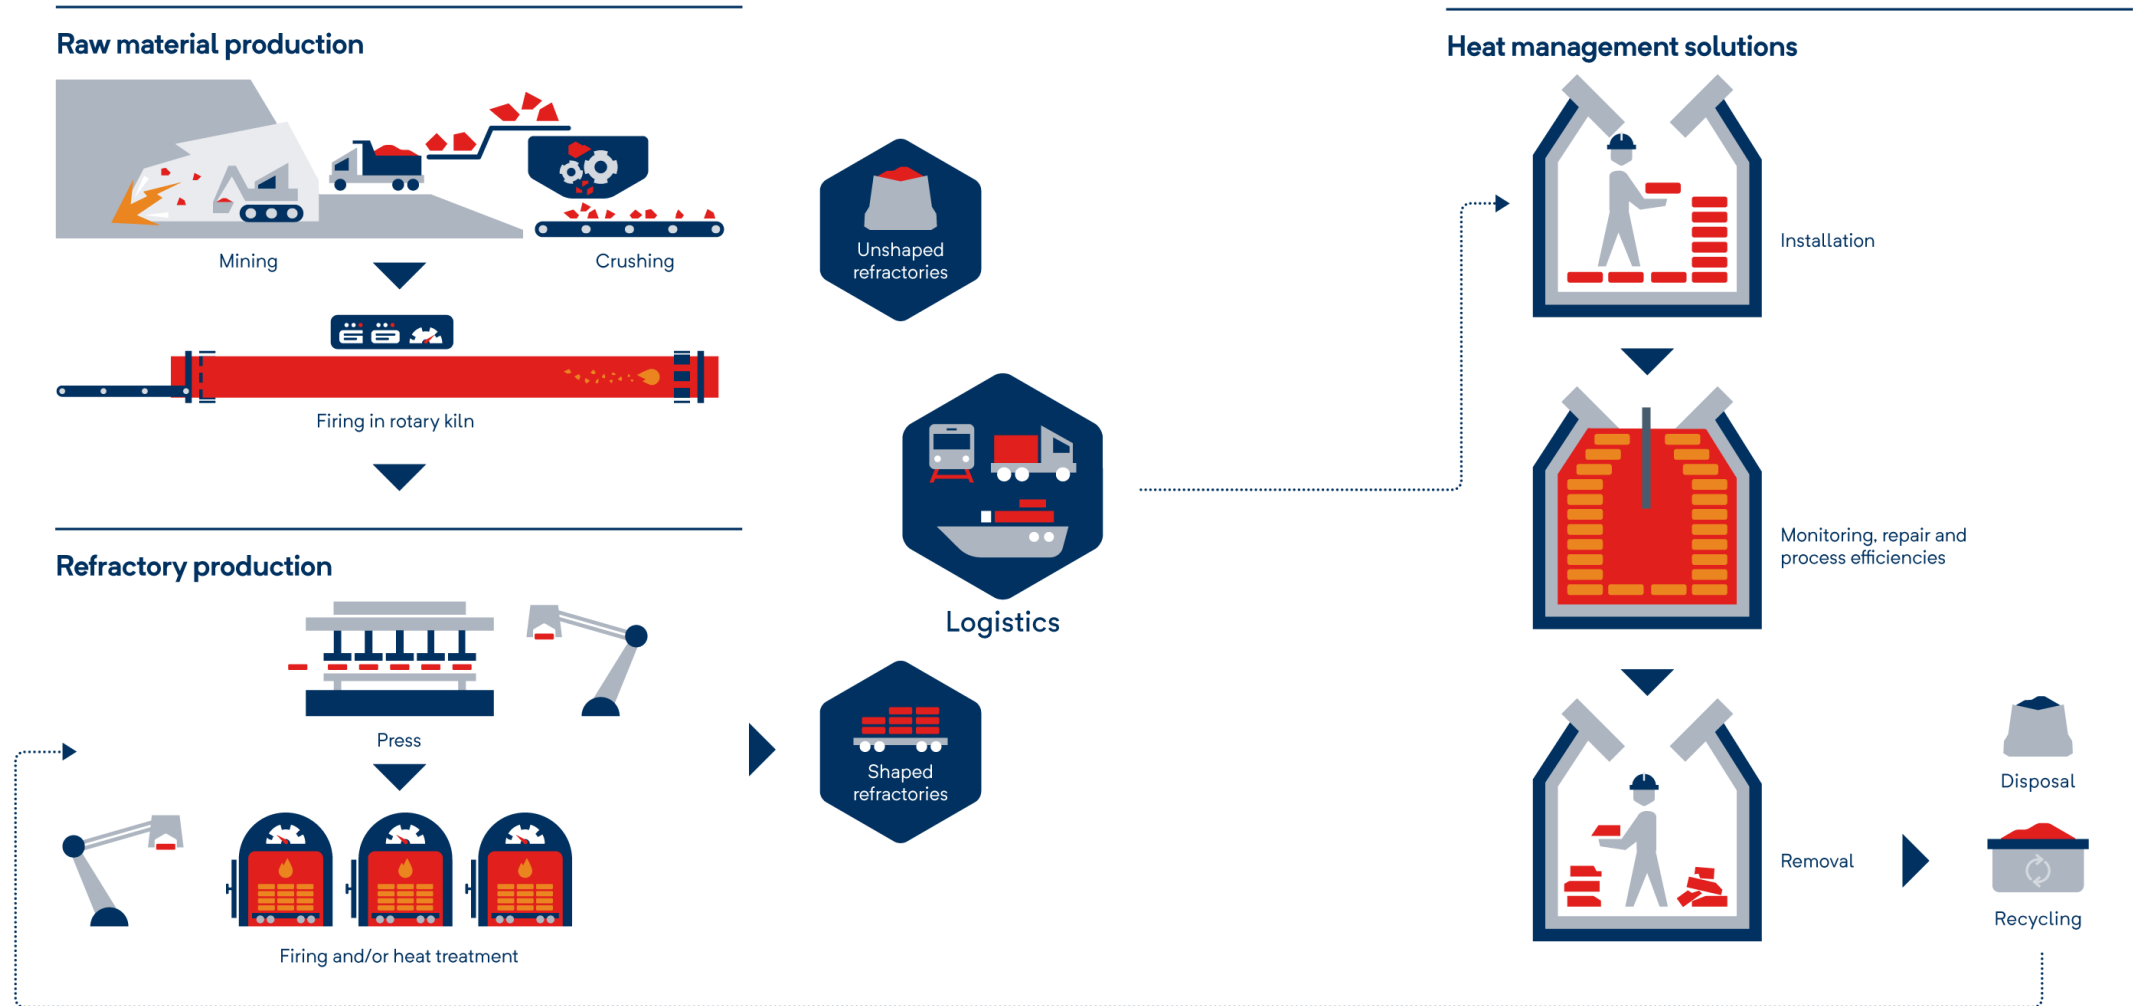 Raw material production
Mining
Crushing
Firing in rotary kiln
Refractory production
Press
Firing and/or heat treatment
Unshaped
refractories
Logistics
Shaped
refractories
Heat management solutions
Installation
Monitoring, repair and
process efficiencies
Removal
Disposal
Recycling